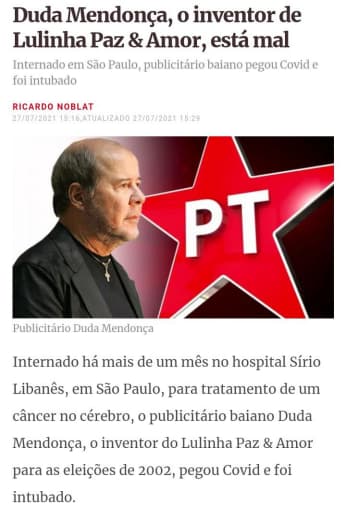 Duda Mendonça, o inventor de
Lulinha Paz & Amor, está mal
Internado em São Paulo, publicitário baiano pegou Covid e
foi intubado
RICARDO NOBLAT
27/07/2021 15:16,ATUALIZADO 27/07/2021 15:29
PT
Publicitário Duda Mendonça
Internado há mais de um mês no hospital Sírio
Libanês, em São Paulo, para tratamento de um
câncer no cérebro, o publicitário baiano Duda
Mendonça, o inventor do Lulinha Paz & Amor
para as eleições de 2002, pegou Covid e foi
intubado.